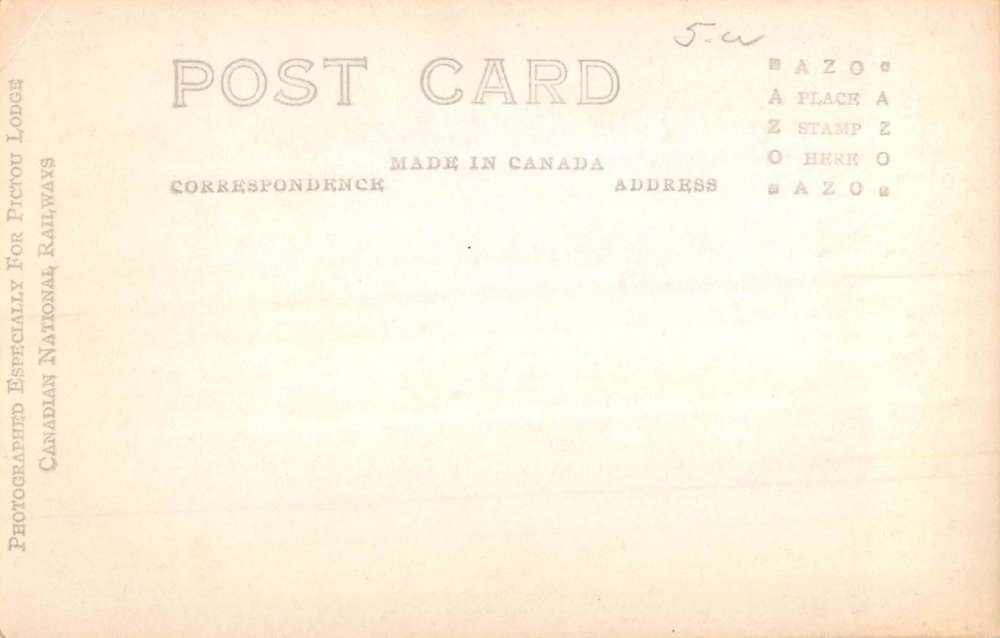 5-w
POST CARD
MADE IN CANADA
CORRESPONDENCE
ADDRESS
AZO
A PLACE A
Z STAMP Z
O HERE O
AZO
PHOTOGRAPHED ESPECIALLY FOR PICTOU LODGE
CANADIAN NATIONAL RAILWAYS